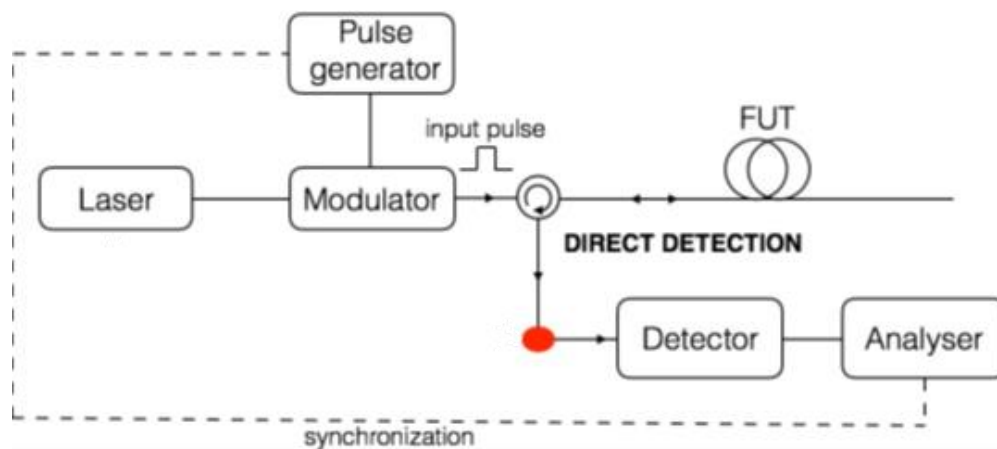 Pulse
generator
input pulse
FUT
Laser
Modulator
DIRECT DETECTION
Detector
Analyser
synchronization